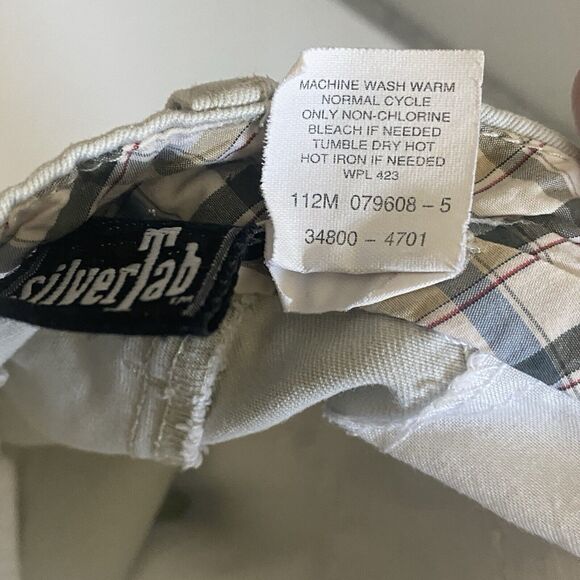 MACHINE WASH WARM
NORMAL CYCLE
ONLY NON-CHLORINE
BLEACH IF NEEDED
TUMBLE DRY HOT
HOT IRON IF NEEDED
WPL 423
112M 079608 - 5
34800 - 4701
silverTab™